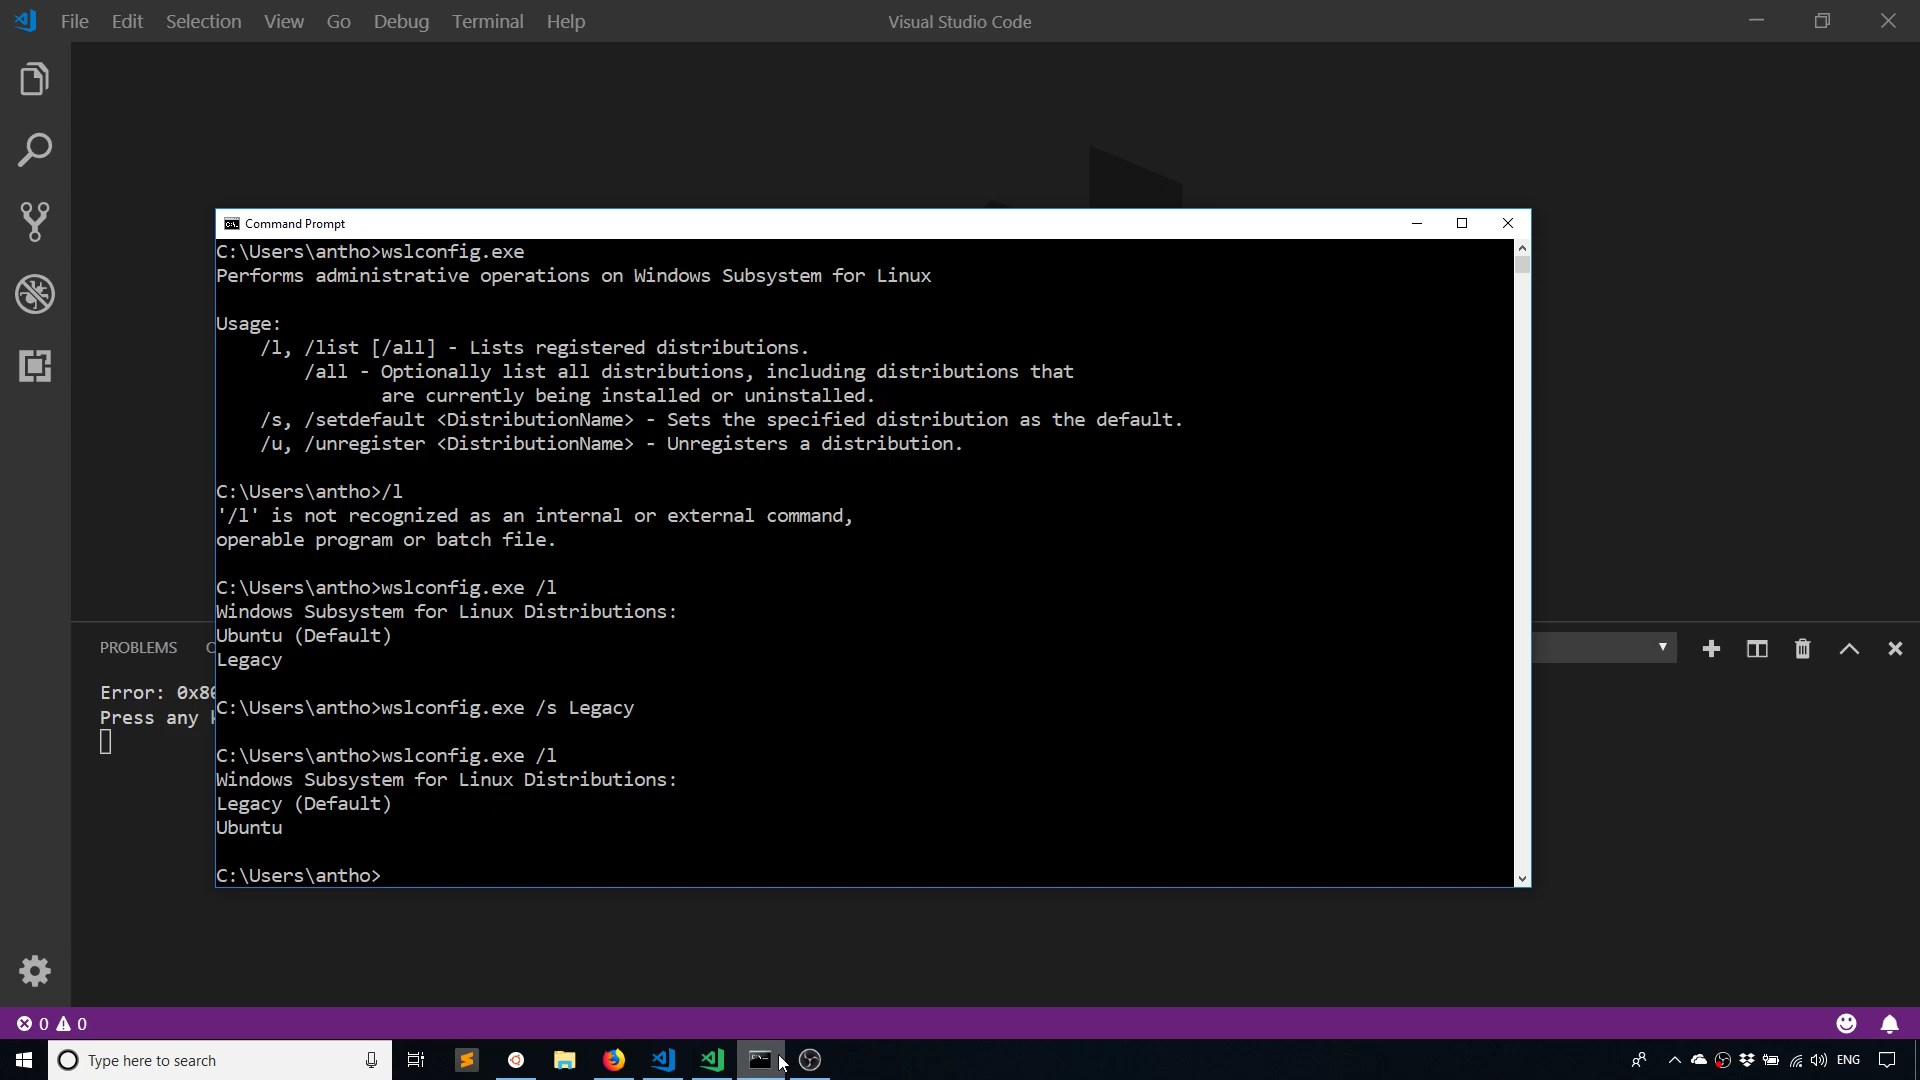 File Edit Selection View Go Debug Terminal Help
Visual Studio Code
Command Prompt
C:\Users\antho>wslconfig.exe
Performs administrative operations on Windows Subsystem for Linux
Usage:
/l, /list [/all] - Lists registered distributions.
/all - Optionally list all distributions, including distributions that
are currently being installed or uninstalled.
/s, /setdefault <DistributionName> - Sets the specified distribution as the default.
/u, /unregister <DistributionName> - Unregisters a distribution.
C:\Users\antho>/l
'/l' is not recognized as an internal or external command,
operable program or batch file.
C:\Users\antho>wslconfig.exe /l
Windows Subsystem for Linux Distributions:
Ubuntu (Default)
Legacy
C:\Users\antho>wslconfig.exe /s Legacy
C:\Users\antho>wslconfig.exe /l
Windows Subsystem for Linux Distributions:
Legacy (Default)
Ubuntu
C:\Users\antho>
PROBLEMS
Error: 0x80
Press any
0 0
Type here to search
ENG